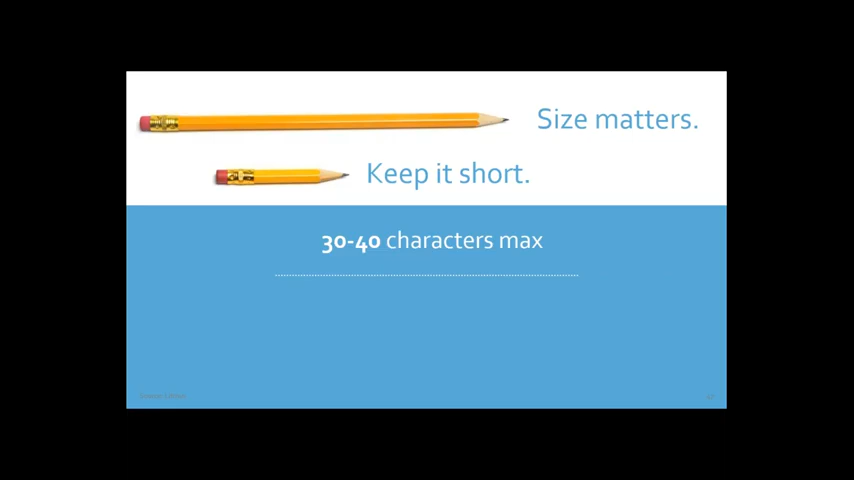 Size matters.
Keep it short.
30-40 characters max